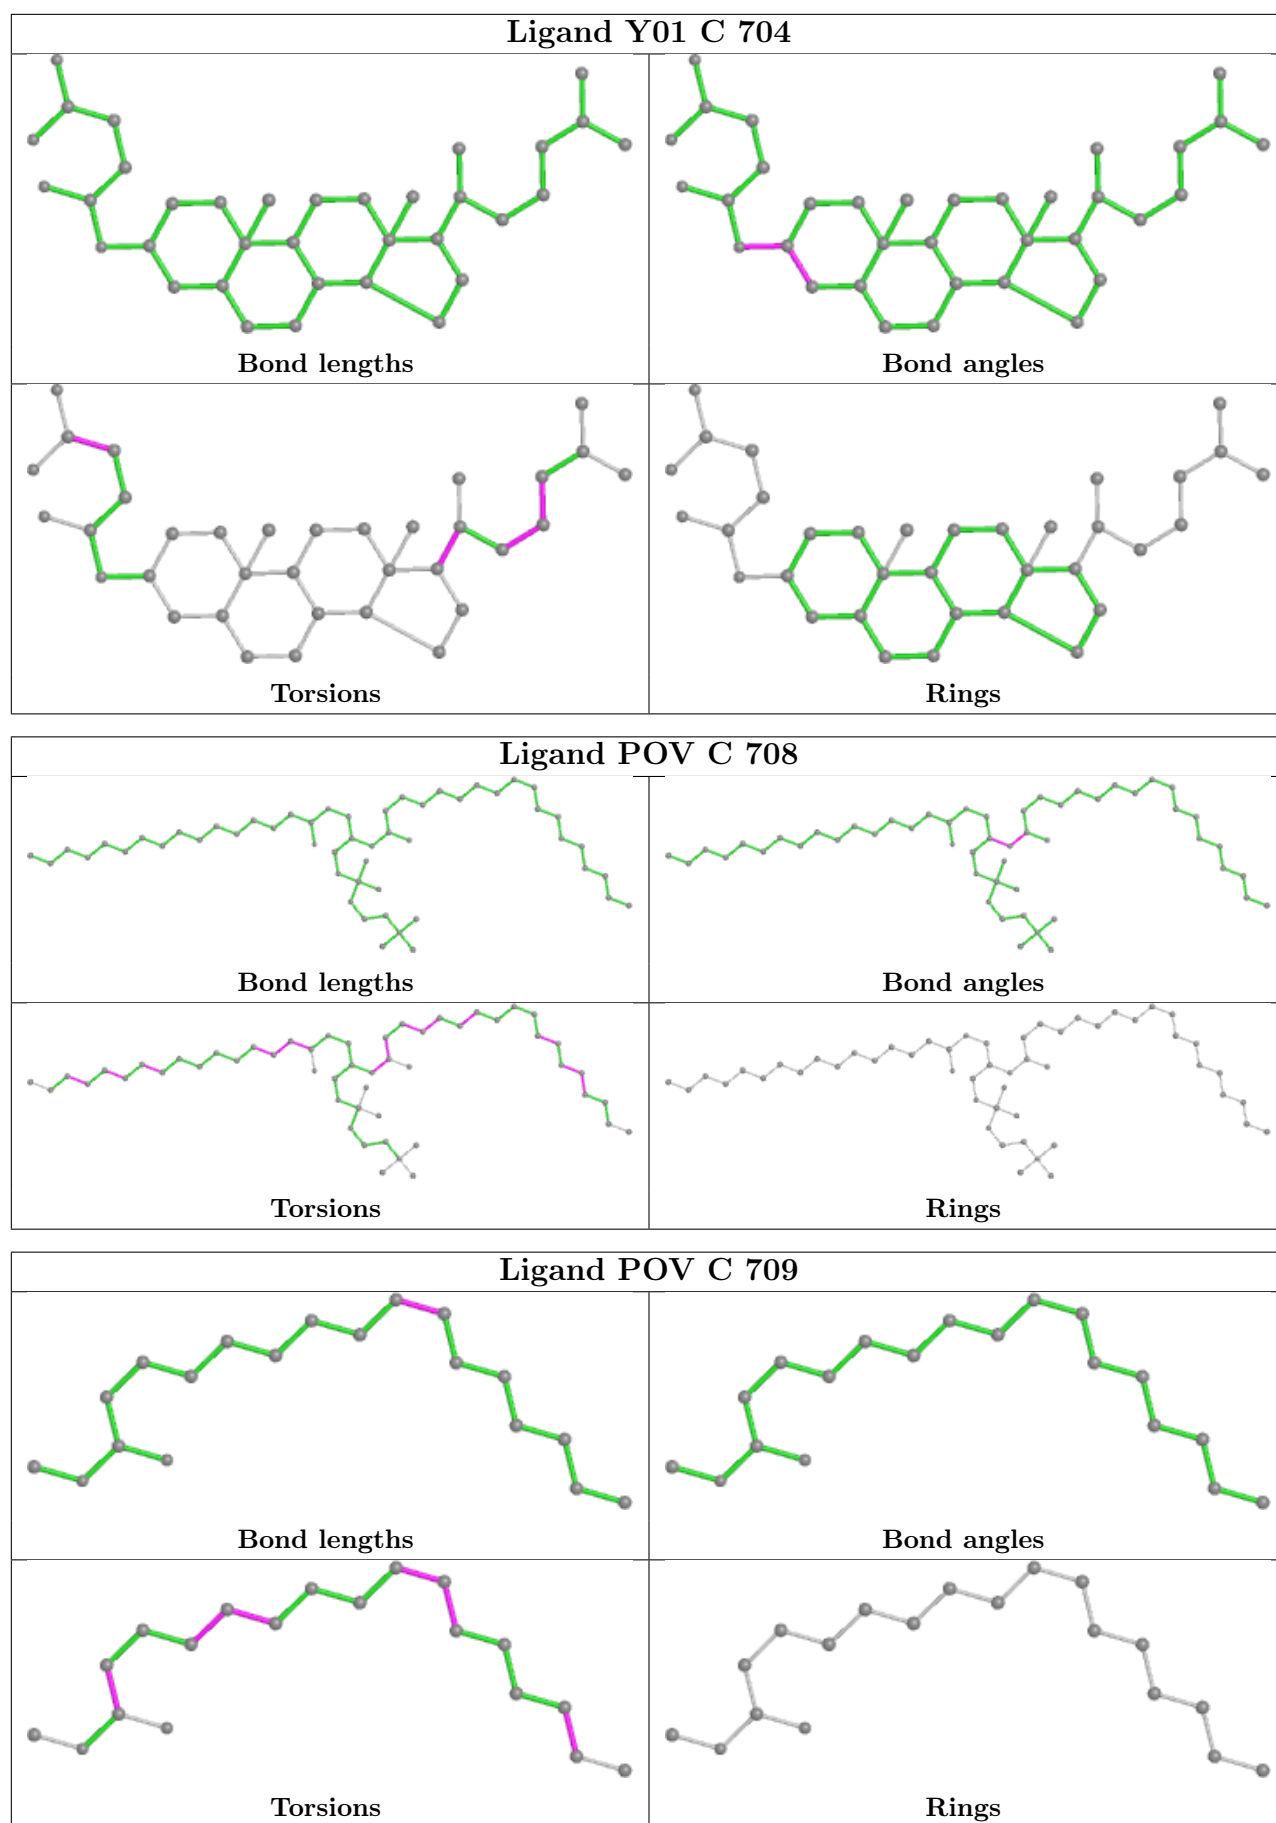 Ligand Y01 C 704
Bond lengths
Bond angles
Torsions
Rings
Ligand POV C 708
Bond lengths
Bond angles
Torsions
Rings
Ligand POV C 709
Bond lengths
Bond angles
Torsions
Rings